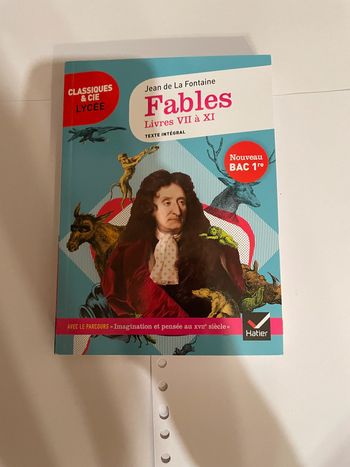 CLASSIQUES
& CIE
LYCÉE
Jean de La Fontaine
Fables
Livres VII à XI
TEXTE INTÉGRAL
Nouveau
BAC 1re
AVEC LE PARCOURS « Imagination et pensée au XVIIe siècle »
Hatier